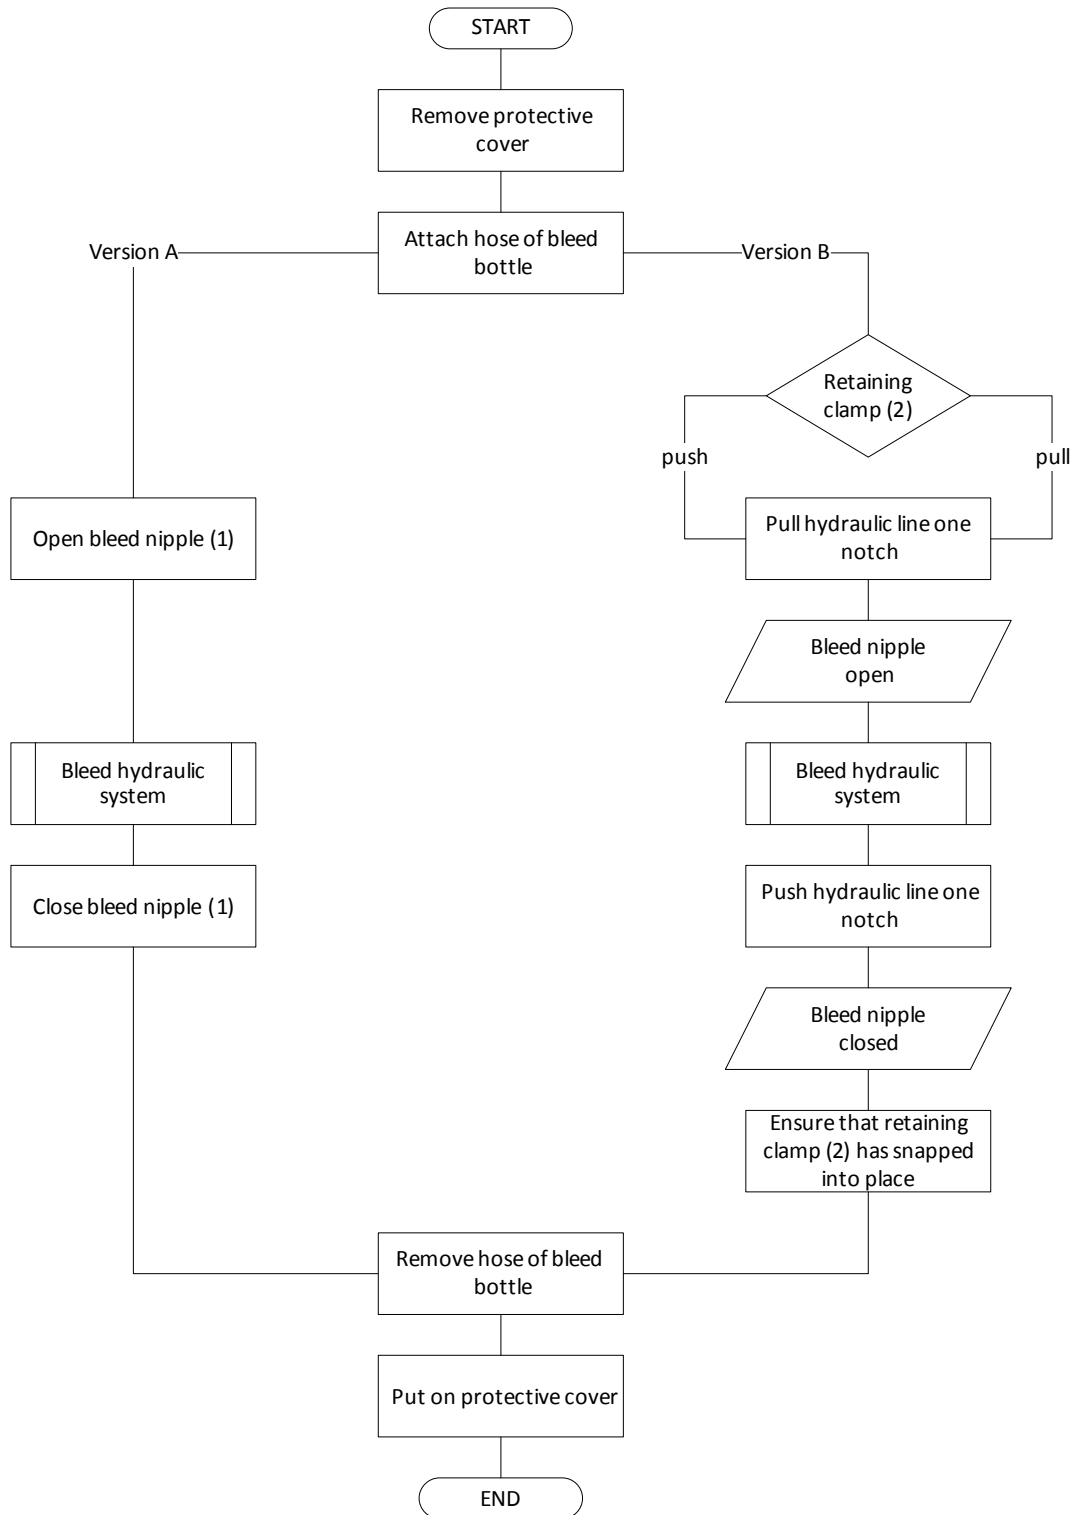 START
Remove protective
cover
Attach hose of bleed
bottle
Version A
Version B
Retaining
clamp (2)
push
pull
Open bleed nipple (1)
Pull hydraulic line one
notch
Bleed nipple
open
Bleed hydraulic
system
Bleed hydraulic
system
Close bleed nipple (1)
Push hydraulic line one
notch
Bleed nipple
closed
Ensure that retaining
clamp (2) has snapped
into place
Remove hose of bleed
bottle
Put on protective cover
END